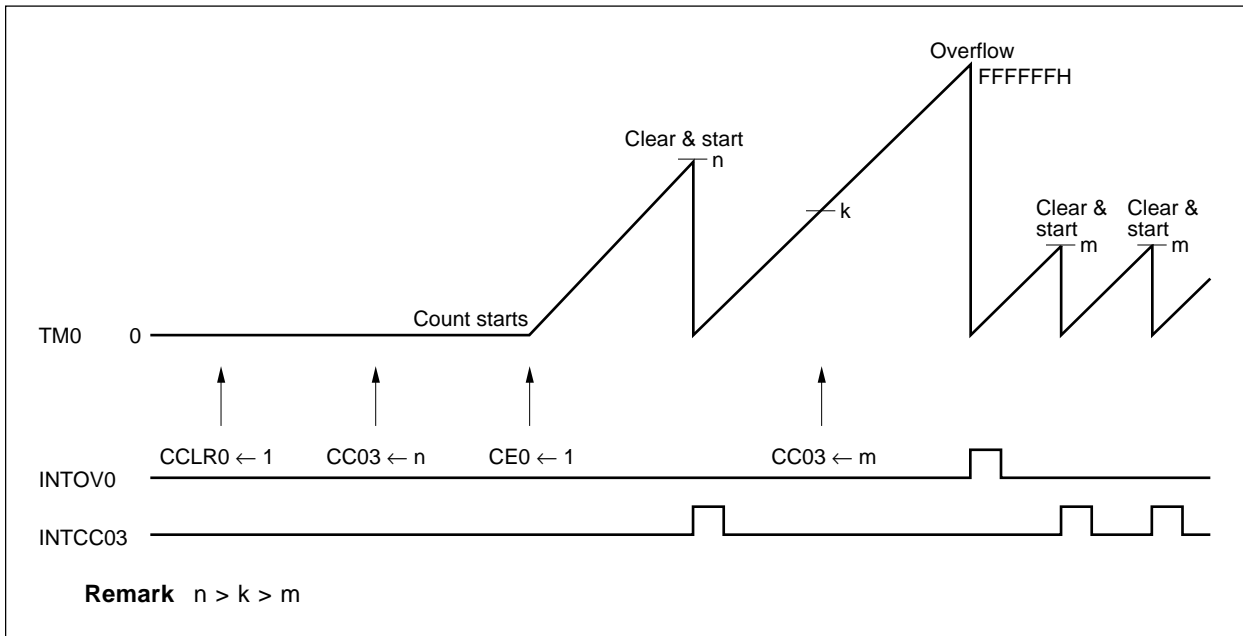 Overflow
FFFFFFH
Clear & start
n
k
Clear &
start
m
Clear &
start
m
Count starts
TM0 0
CCLR0 ← 1 CC03 ← n CE0 ← 1 CC03 ← m
INTOV0
INTCC03
Remark n > k > m